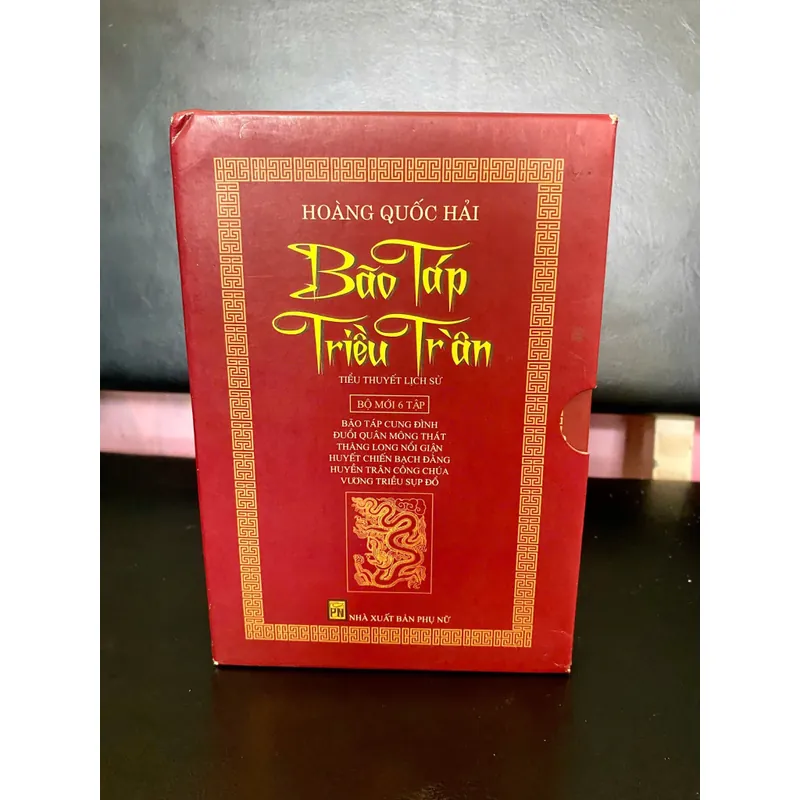 HOÀNG QUỐC HẢI
Bão Táp
Triều Trần
TIỂU THUYẾT LỊCH SỬ
BỘ MỚI 6 TẬP
BÃO TÁP CUNG ĐÌNH
ĐUỔI QUÂN MÔNG THÁT
THĂNG LONG NỔI GIẬN
HUYẾT CHIẾN BẠCH ĐẰNG
HUYỀN TRÂN CÔNG CHÚA
VƯƠNG TRIỀU SỤP ĐỔ
PN
NHÀ XUẤT BẢN PHỤ NỮ